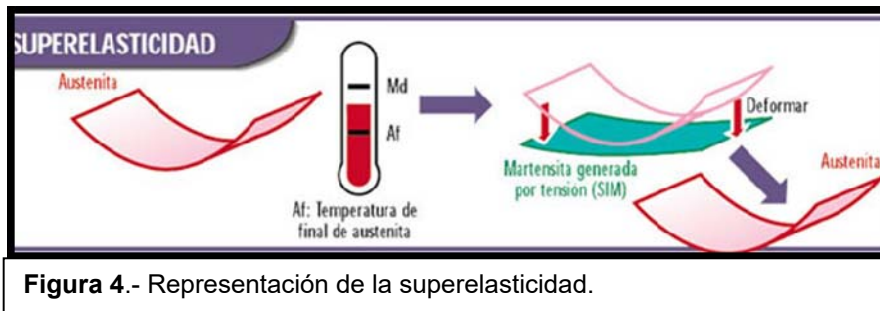 SUPERELASTICIDAD
Austenita
Md
Af
Af: Temperatura de
final de austenita
Deformar
Martensita generada
por tensión (SIM)
Austenita
Figura 4.- Representación de la superelasticidad.